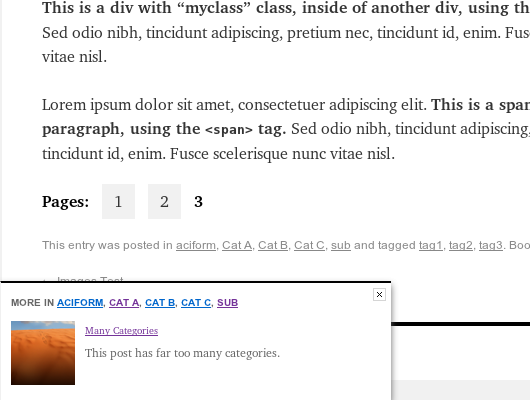 This is a div with “myclass” class, inside of another div, using th
Sed odio nibh, tincidunt adipiscing, pretium nec, tincidunt id, enim. Fus
vitae nisl.
Lorem ipsum dolor sit amet, consectetuer adipiscing elit. This is a span
paragraph, using the <span> tag. Sed odio nibh, tincidunt adipiscing,
tincidunt id, enim. Fusce scelerisque nunc vitae nisl.
Pages: 1 2 3
This entry was posted in aciform, Cat A, Cat B, Cat C, sub and tagged tag1, tag2, tag3. Boo
← Images Test
MORE IN ACIFORM, CAT A, CAT B, CAT C, SUB
Many Categories
This post has far too many categories.